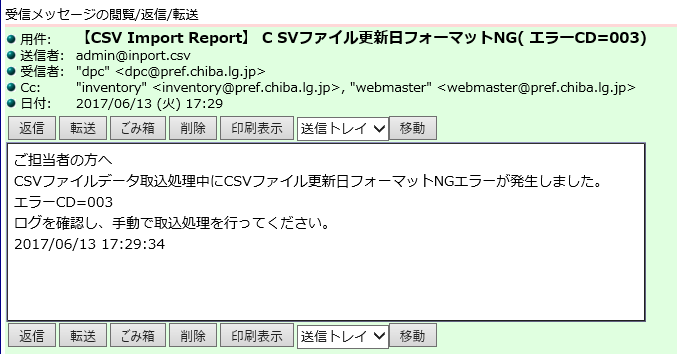 受信メッセージの閲覧/返信/転送
用件: 【CSV Import Report】 C SVファイル更新日フォーマットNG( エラーCD=003)
送信者: admin@inport.csv
受信者: "dpc" <dpc@pref.chiba.lg.jp>
Cc: "inventory" <inventory@pref.chiba.lg.jp>, "webmaster" <webmaster@pref.chiba.lg.jp>
日付: 2017/06/13 (火) 17:29
返信 転送 ごみ箱 削除 印刷表示 送信トレイ 移動
ご担当者の方へ
CSVファイルデータ取込処理中にCSVファイル更新日フォーマットNGエラーが発生しました。
エラーCD=003
ログを確認し、手動で取込処理を行ってください。
2017/06/13 17:29:34
返信 転送 ごみ箱 削除 印刷表示 送信トレイ 移動